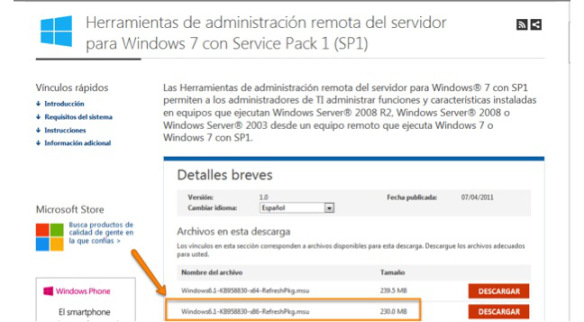 Herramientas de administración remota del servidor
para Windows 7 con Service Pack 1 (SP1)
Vínculos rápidos
Introducción
Requisitos del sistema
Instrucciones
Información adicional
Las Herramientas de administración remota del servidor para Windows® 7 con SP1
permiten a los administradores de TI administrar funciones y características instaladas
en equipos que ejecutan Windows Server® 2008 R2, Windows Server® 2008 o
Windows Server® 2003 desde un equipo remoto que ejecuta Windows 7 o
Windows 7 con SP1.
Detalles breves
Versión: 1.0 Fecha publicada: 07/04/2011
Cambiar idioma: Español
Microsoft Store
Busca productos de
calidad de gente en
la que confías >
Archivos en esta descarga
Los vínculos en esta sección corresponden a archivos disponibles para esta descarga. Descargue los archivos adecuados
para usted.
Nombre del archivo Tamaño
Windows6.1-KB958830-x64-RefreshPkg.msu 239.5 MB DESCARGAR
Windows6.1-KB958830-x86-RefreshPkg.msu 230.0 MB DESCARGAR
Windows Phone
El smartphone